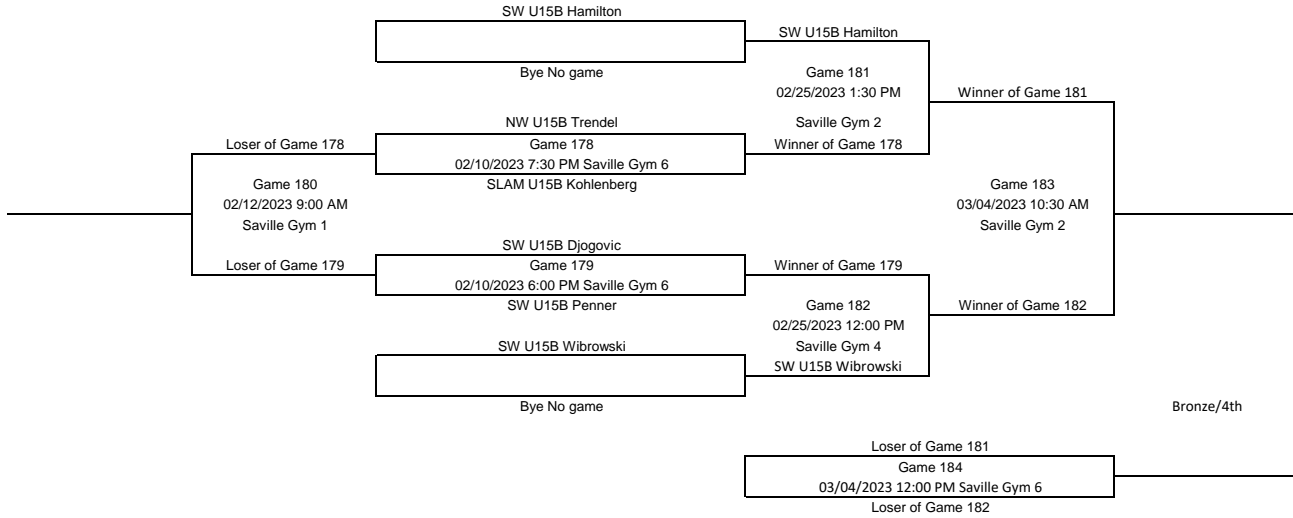 SW U15B Hamilton
SW U15B Hamilton
Bye No game
Game 181
02/25/2023 1:30 PM
Winner of Game 181
NW U15B Trendel
Saville Gym 2
Loser of Game 178
Game 178
Winner of Game 178
02/10/2023 7:30 PM Saville Gym 6
Game 180
SLAM U15B Kohlenberg
Game 183
02/12/2023 9:00 AM
03/04/2023 10:30 AM
Saville Gym 1
Saville Gym 2
SW U15B Djogovic
Loser of Game 179
Game 179
Winner of Game 179
02/10/2023 6:00 PM Saville Gym 6
SW U15B Penner
Game 182
Winner of Game 182
02/25/2023 12:00 PM
SW U15B Wibrowski
Saville Gym 4
SW U15B Wibrowski
Bye No game
Bronze/4th
Loser of Game 181
Game 184
03/04/2023 12:00 PM Saville Gym 6
Loser of Game 182